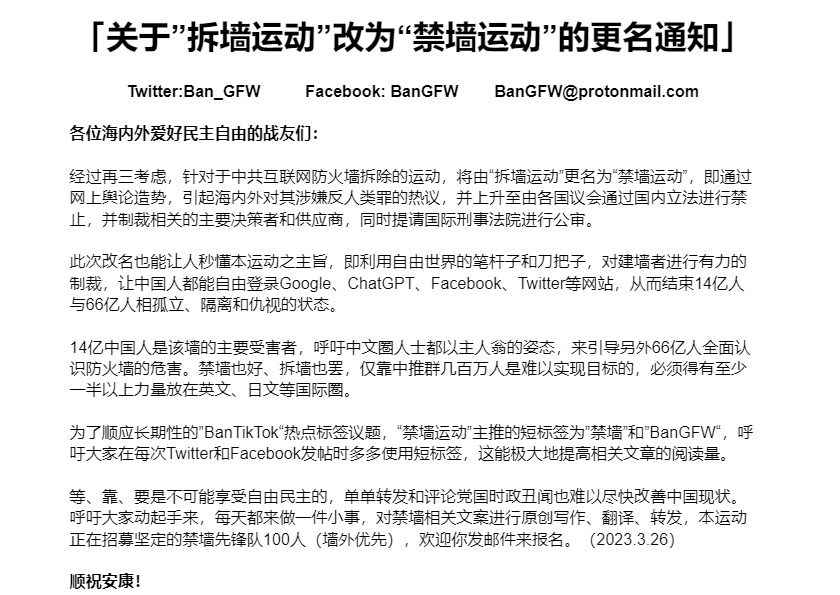 「关于”拆墙运动”改为“禁墙运动”的更名通知」
Twitter:Ban_GFW Facebook: BanGFW BanGFW@protonmail.com
各位海内外爱好民主自由的战友们：
经过再三考虑，针对于中共互联网防火墙拆除的运动，将由“拆墙运动”更名为“禁墙运动”，即通过
网上舆论造势，引起海内外对其涉嫌反人类罪的热议，并上升至由各国议会通过国内立法进行禁
止，并制裁相关的主要决策者和供应商，同时提请国际刑事法院进行公审。
此次改名也能让人秒懂本运动之主旨，即利用自由世界的笔杆子和刀把子，对建墙者进行有力的
制裁，让中国人都能自由登录Google、ChatGPT、Facebook、Twitter等网站，从而结束14亿人
与66亿人相孤立、隔离和仇视的状态。
14亿中国人是该墙的主要受害者，呼吁中文圈人士都以主人翁的姿态，来引导另外66亿人全面认
识防火墙的危害。禁墙也好、拆墙也罢，仅靠中推群几百万人是难以实现目标的，必须得有至少
一半以上力量放在英文、日文等国际圈。
为了顺应长期性的”BanTikTok“热点标签议题，“禁墙运动”主推的短标签为”禁墙”和”BanGFW“，呼
吁大家在每次Twitter和Facebook发帖时多多使用短标签，这能极大地提高相关文章的阅读量。
等、靠、要是不可能享受自由民主的，单单转发和评论党国时政丑闻也难以尽快改善中国现状。
呼吁大家动起手来，每天都来做一件小事，对禁墙相关文案进行原创写作、翻译、转发，本运动
正在招募坚定的禁墙先锋队100人（墙外优先），欢迎你发邮件来报名。（2023.3.26）
顺祝安康！